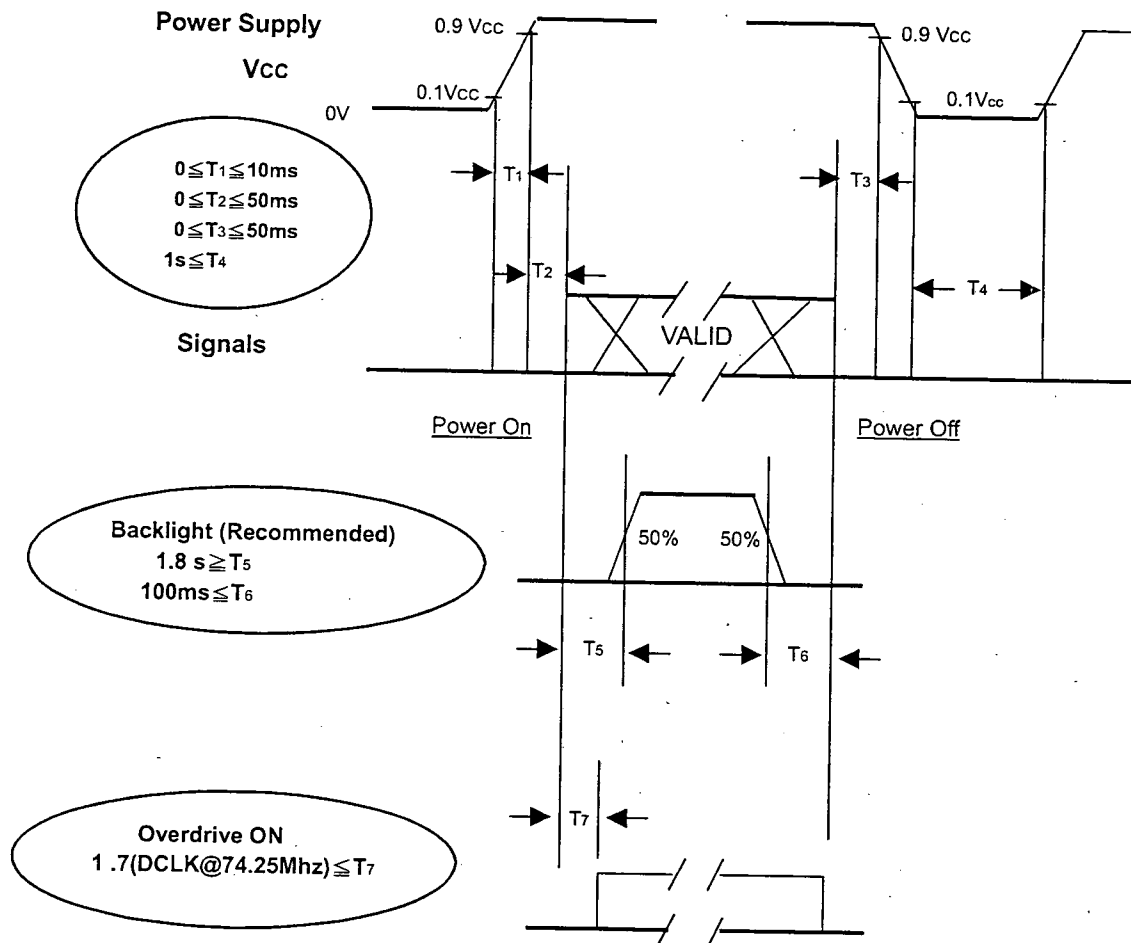 Power Supply
Vcc
0.9 Vcc
0.1Vcc
0V
0.9 Vcc
0.1Vcc
0≦T1≦10ms
0≦T2≦50ms
0≦T3≦50ms
1s≦T4
T1
T2
T3
T4
Signals
VALID
Power On
Power Off
Backlight (Recommended)
1.8 s≧T5
100ms≦T6
50%
50%
T5
T6
Overdrive ON
1 .7(DCLK@74.25Mhz)≦T7
T7